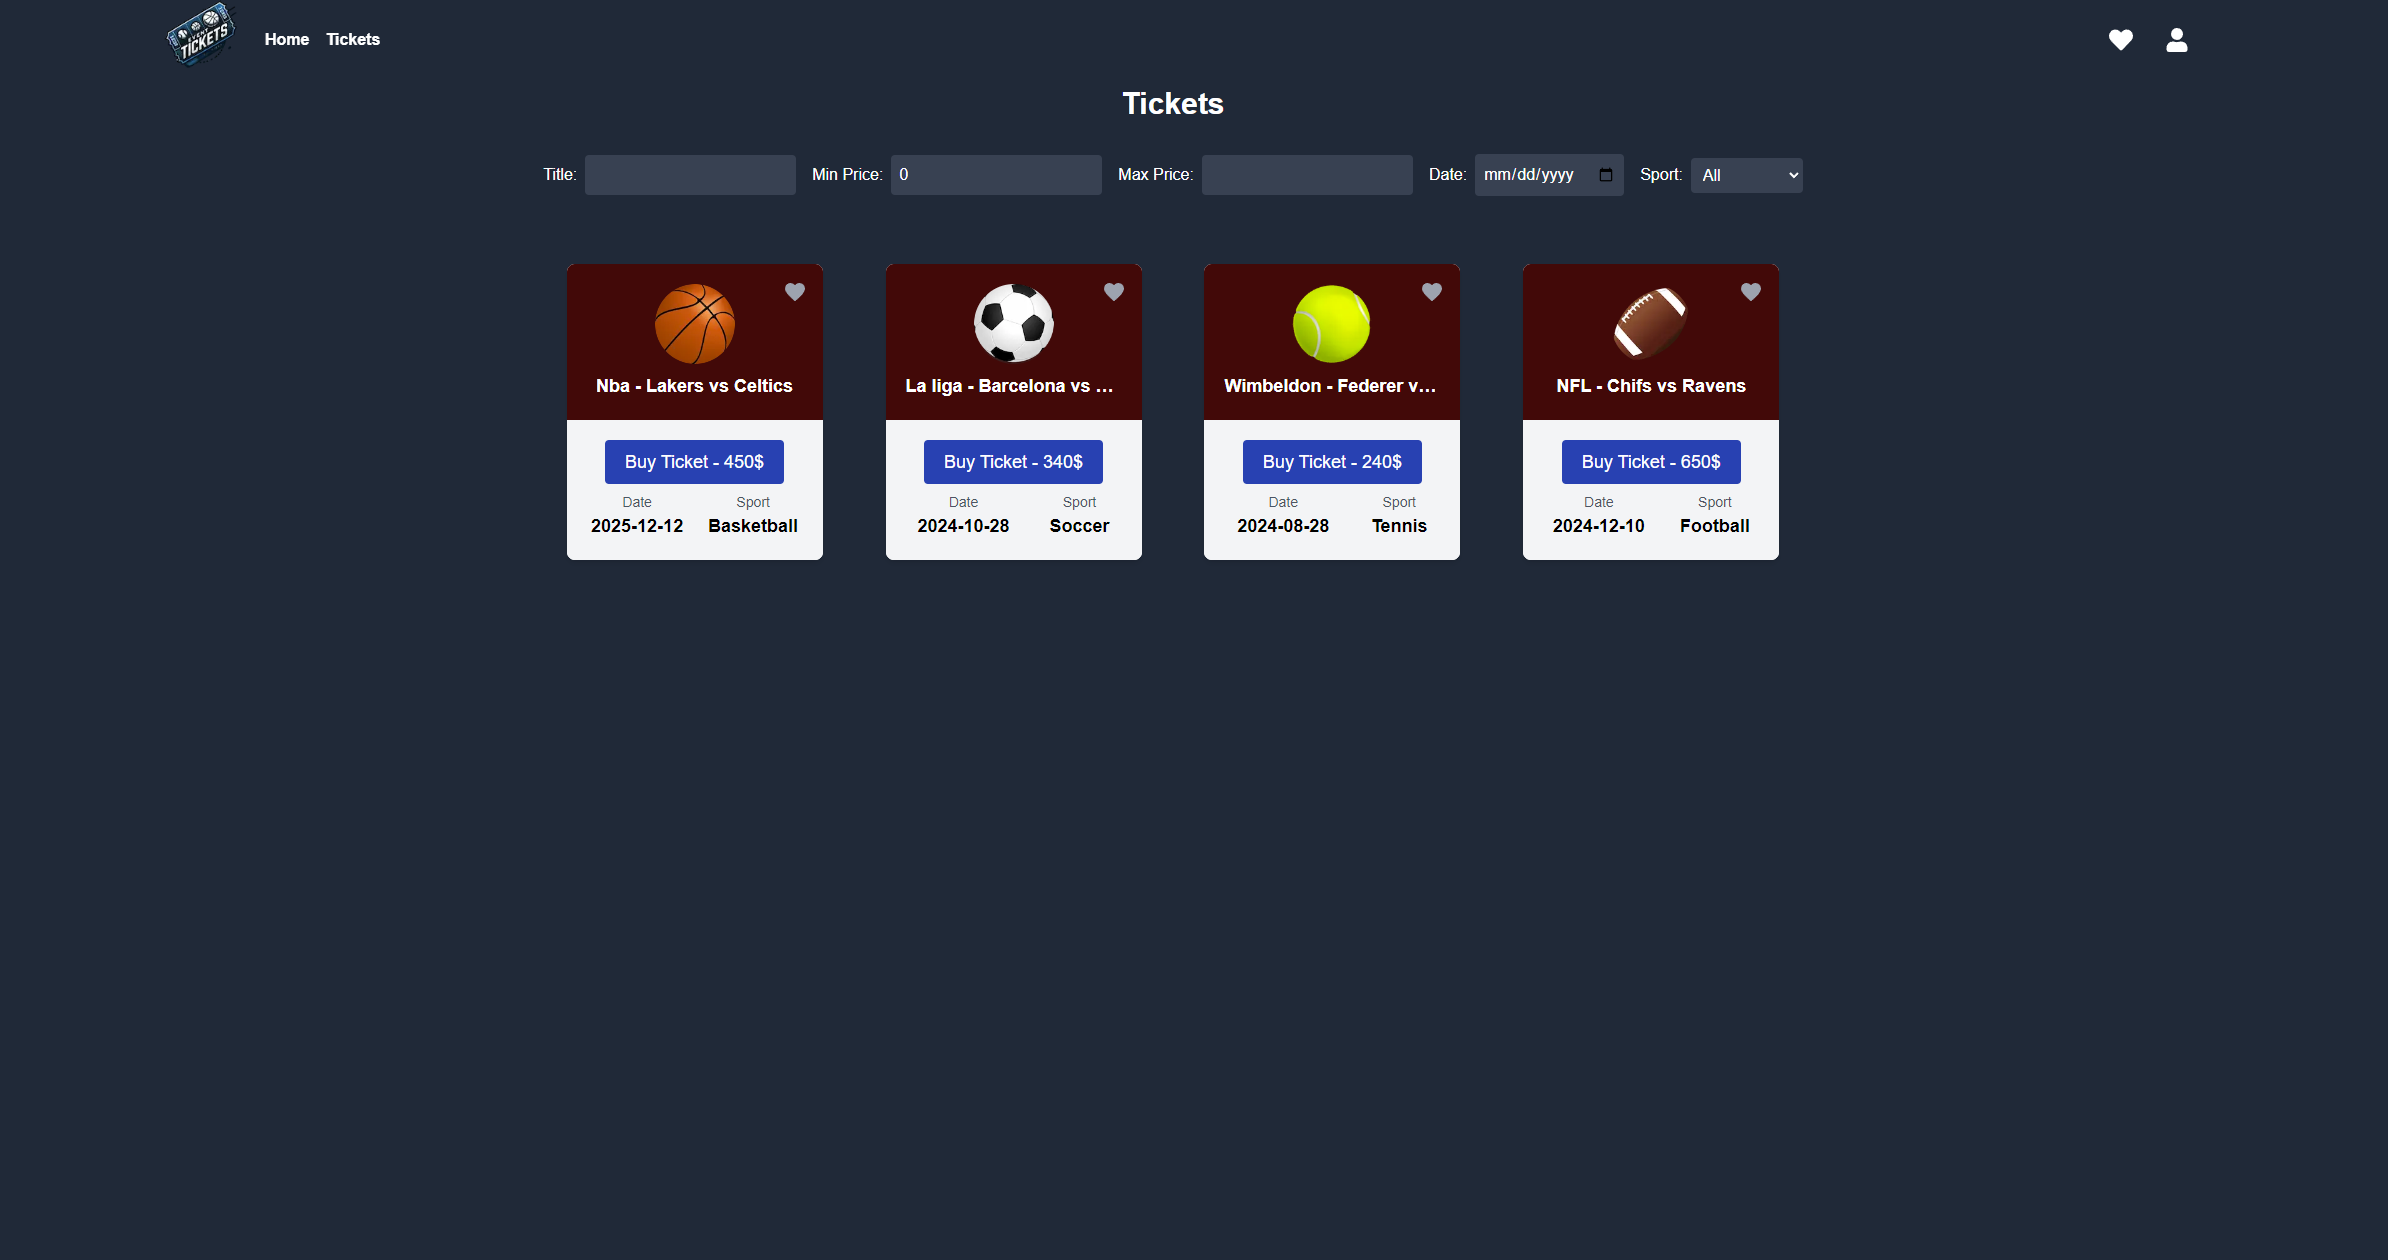 EVENT
TICKETS
Home Tickets
Tickets
Title: Min Price: 0 Max Price: Date: mm/dd/yyyy Sport: All
Nba - Lakers vs Celtics
Buy Ticket - 450$
Date Sport
2025-12-12 Basketball
La liga - Barcelona vs ...
Buy Ticket - 340$
Date Sport
2024-10-28 Soccer
Wimbeldon - Federer v...
Buy Ticket - 240$
Date Sport
2024-08-28 Tennis
NFL - Chifs vs Ravens
Buy Ticket - 650$
Date Sport
2024-12-10 Football